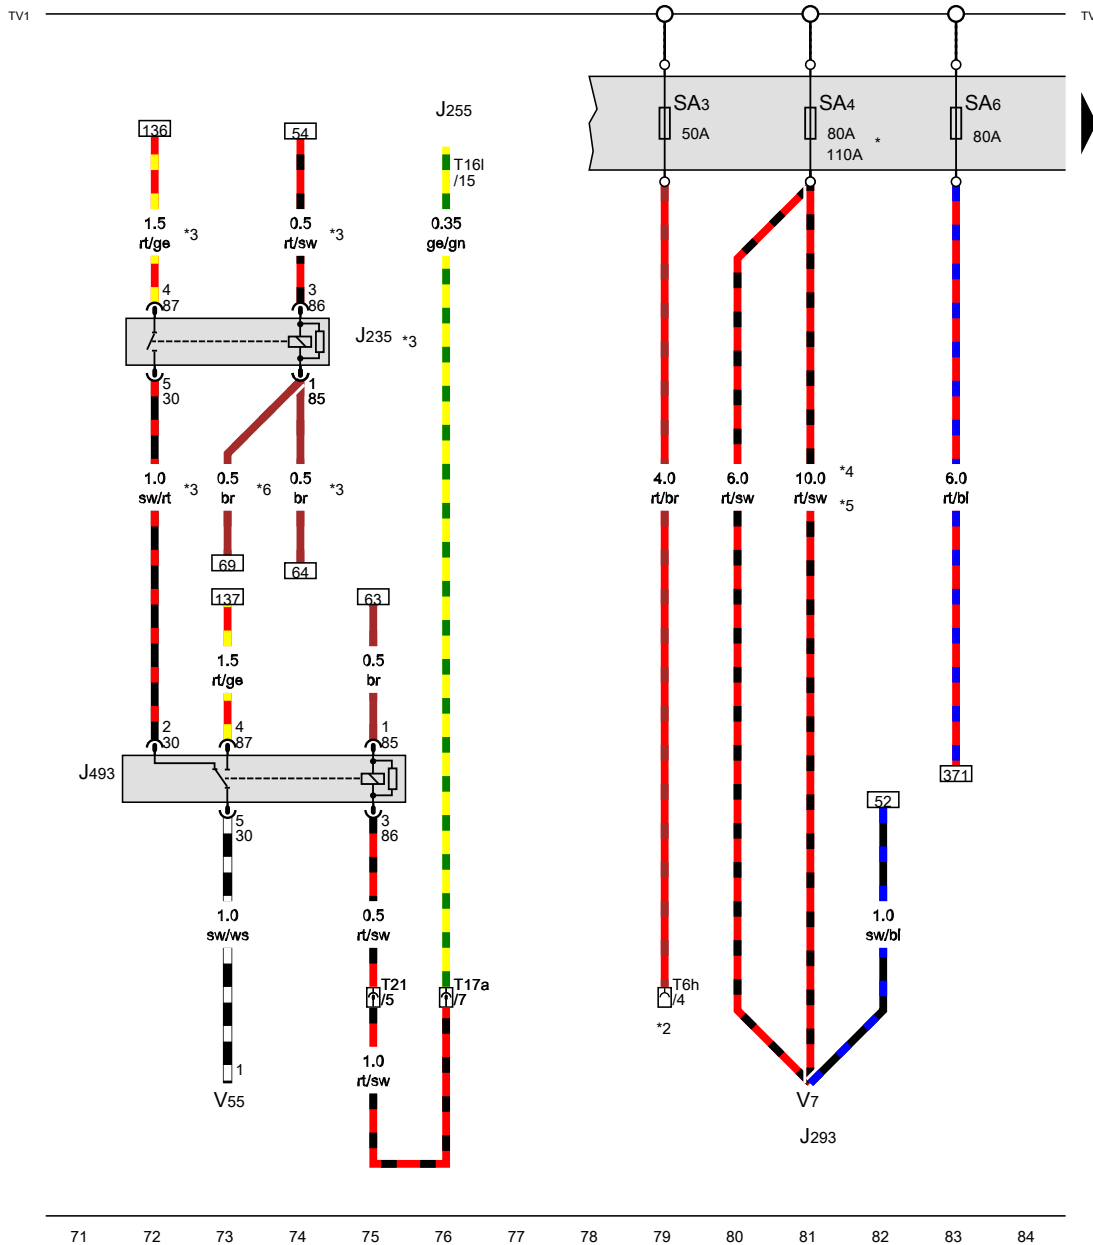 TV1
TV
SA3
50A
SA4
80A
110A
*
SA6
80A
J255
136
54
T16l
/15
1.5
rt/ge
*3
0.5
rt/sw
*3
0.35
ge/gn
4
87
3
86
J235 *3
5
30
1
85
1.0
sw/rt
*3
0.5
br
*6
0.5
br
*3
4.0
rt/br
6.0
rt/sw
10.0
rt/sw
*4
*5
6.0
rt/bl
69
64
137
63
1.5
rt/ge
0.5
br
2
30
4
87
1
85
J493
371
52
5
30
3
86
1.0
sw/ws
0.5
rt/sw
1.0
sw/bl
T21
/5
T17a
/7
T6h
/4
*2
1.0
rt/sw
1
V55
V7
J293
71 72 73 74 75 76 77 78 79 80 81 82 83 84